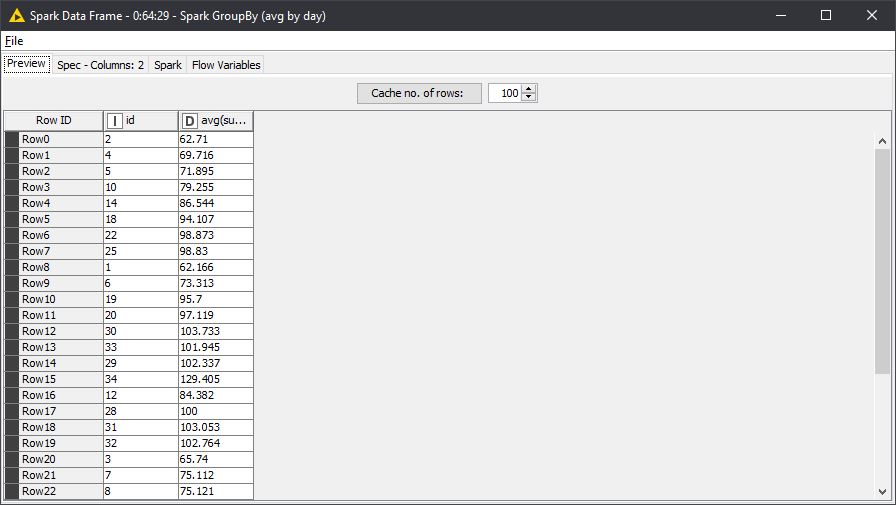 Spark Data Frame - 0:64:29 - Spark GroupBy (avg by day)
File
Preview Spec - Columns: 2 Spark Flow Variables
Cache no. of rows: 100
Row ID I id D avg(su...
Row0 2 62.71
Row1 4 69.716
Row2 5 71.895
Row3 10 79.255
Row4 14 86.544
Row5 18 94.107
Row6 22 98.873
Row7 25 98.83
Row8 1 62.166
Row9 6 73.313
Row10 19 95.7
Row11 20 97.119
Row12 30 103.733
Row13 33 101.945
Row14 29 102.337
Row15 34 129.405
Row16 12 84.382
Row17 28 100
Row18 31 103.053
Row19 32 102.764
Row20 3 65.74
Row21 7 75.112
Row22 8 75.121